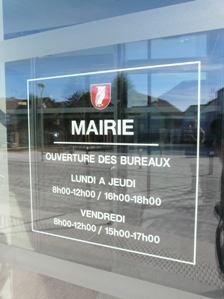 MAIRIE
OUVERTURE DES BUREAUX
LUNDI A JEUDI
8h00-12h00 / 16h00-18h00
VENDREDI
8h00-12h00 / 15h00-17h00